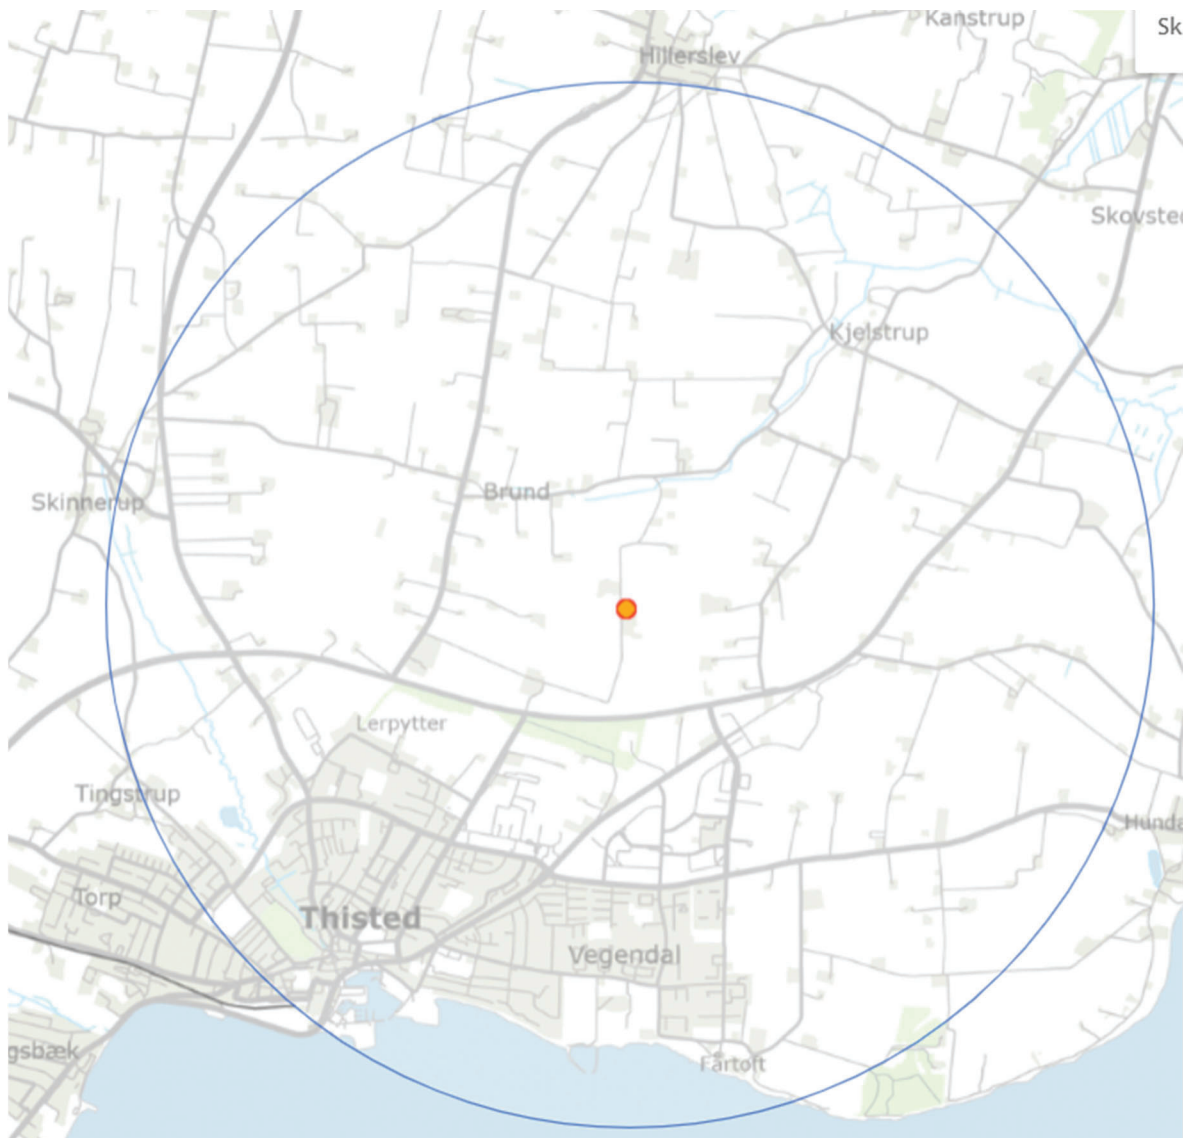 Kanstrup
Sk
Hillerslev
Skovsted
Kjelstrup
Brund
Skinnerup
Lerpytter
Tingstrup
Hunda
Torp
Thisted
Vegendal
gsbæk
Fårtoft